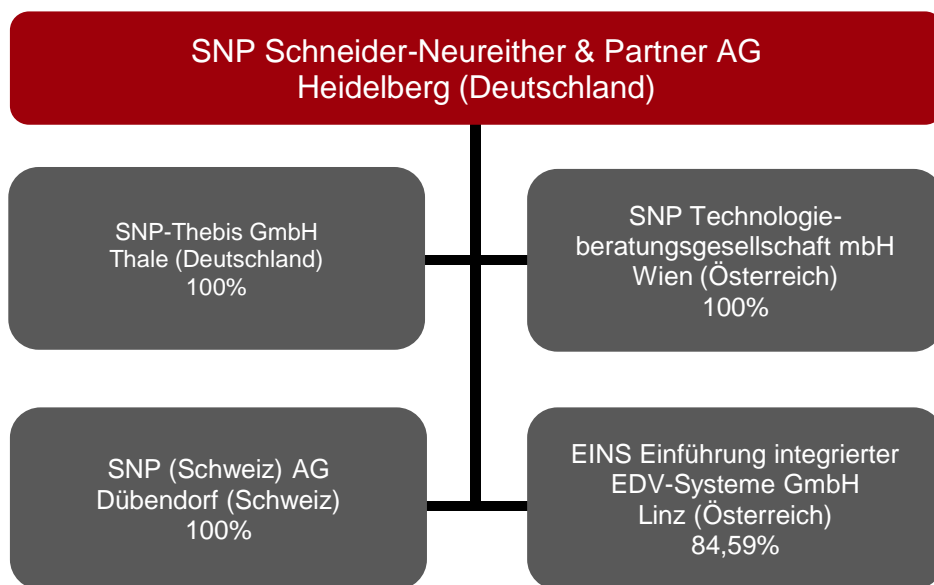 SNP Schneider-Neureither & Partner AG
Heidelberg (Deutschland)
SNP-Thebis GmbH
Thale (Deutschland)
100%
SNP Technologie-
beratungsgesellschaft mbH
Wien (Österreich)
100%
SNP (Schweiz) AG
Dübendorf (Schweiz)
100%
EINS Einführung integrierter
EDV-Systeme GmbH
Linz (Österreich)
84,59%